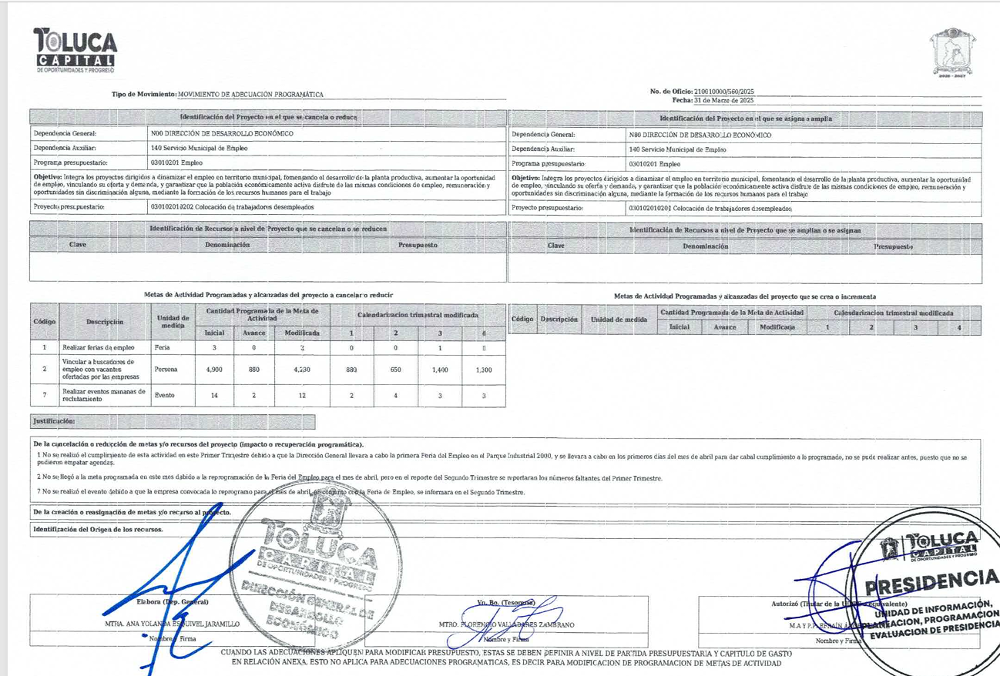 TOLUCA
CAPITAL
DE OPORTUNIDADES Y PROGRESO
2025 - 2027
Tipo de Movimiento: MOVIMIENTO DE ADECUACIÓN PROGRAMÁTICA
No. de Oficio: 210010000/560/2025
Fecha: 31 de Marzo de 2025
Identificación del Proyecto en el que se cancela o reduce
Dependencia General: N00 DIRECCIÓN DE DESARROLLO ECONÓMICO
Dependencia Auxiliar: 140 Servicio Municipal de Empleo
Programa presupuestario: 03010201 Empleo
Objetivo: Integra los proyectos dirigidos a dinamizar el empleo en territorio municipal, fomentando el desarrollo de la planta productiva, aumentar la oportunidad
de empleo, vinculando su oferta y demanda, y garantizar que la población económicamente activa disfrute de las mismas condiciones de empleo, remuneración y
oportunidades sin discriminación alguna, mediante la formación de los recursos humanos para el trabajo
Proyecto presupuestario: 030102010202 Colocación de trabajadores desempleados
Identificación del Proyecto en el que se asigna o amplia
Dependencia General: N00 DIRECCIÓN DE DESARROLLO ECONÓMICO
Dependencia Auxiliar: 140 Servicio Municipal de Empleo
Programa presupuestario: 03010201 Empleo
Objetivo: Integra los proyectos dirigidos a dinamizar el empleo en territorio municipal, fomentando el desarrollo de la planta productiva, aumentar la oportunidad
de empleo, vinculando su oferta y demanda, y garantizar que la población económicamente activa disfrute de las mismas condiciones de empleo, remuneración y
oportunidades sin discriminación alguna, mediante la formación de los recursos humanos para el trabajo
Proyecto presupuestario: 030102010202 Colocación de trabajadores desempleados
Identificación de Recursos a nivel de Proyecto que se cancelan o se reducen
Clave Denominación Presupuesto
Identificación de Recursos a nivel de Proyecto que se amplian o se asignan
Clave Denominación Presupuesto
Metas de Actividad Programadas y alcanzadas del proyecto a cancelar o reducir
Código Descripción Unidad de medida Cantidad Programada de la Meta de Actividad Calendarizacion trimestral modificada
Inicial Avance Modificada 1 2 3 4
1 Realizar ferias de empleo Feria 3 0 2 0 0 1
2 Vincular a buscadores de empleo con vacantes ofertadas por las empresas Persona 4,900 880 880 650 1,400 1,300
7 Realizar eventos mananas de reclutamiento Evento 14 2 12 2 4 3 3
Metas de Actividad Programadas y alcanzadas del proyecto que se crea o incrementa
Código Descripción Unidad de medida Cantidad Programada de la Meta de Actividad Calendarizacion trimestral modificada
Inicial Avance Modificada 1 2 3 4
Justificación:
De la cancelación o reducción de metas y/o recursos del proyecto (impacto o recuperación programática).
1 No se realizó el cumplimiento de esta actividad en este Primer Trimestre debido a que la Dirección General llevara a cabo la primera Feria del Empleo en el Parque Industrial 2000, y se llevara a cabo en los primeros días del mes de abril para dar cabal cumplimiento a lo programado, no se pude realizar antes, puesto que no se
pudieron empatar agendas.
2 No se llegó a la meta programada en este mes debido a la reprogramación de la Feria del Empleo para el mes de abril, pero en el reporte del Segundo Trimestre se reportaran los números faltantes del Primer Trimestre.
7 No se realizó el evento debido a que la empresa convocada lo reprogramo para el mes de abril, en conjunto con la Feria de Empleo, se informara en el Segundo Trimestre.
De la creación o reasignación de metas y/o recurso al proyecto.
Identificación del Origen de los recursos.
TOLUCA
CAPITAL
DE OPORTUNIDADES Y PROGRESO
DIRECCIÓN GENERAL DE
DESARROLLO
ECONÓMICO
TOLUCA
CAPITAL
DE OPORTUNIDADES Y PROGRESO
PRESIDENCIA
UNIDAD DE INFORMACIÓN,
PLANEACION, PROGRAMACION
EVALUACION DE PRESIDENCIA
Elabora (Dep. General)
MTRA. ANA YOLANDA ESQUIVEL JARAMILLO
Nombre y Firma
Vo. Bo. (Tesorería)
MTRO. FLORENCIO VALLADARES ZAMBRANO
Nombre y Firma
Autorizó (Titular de la equivalente)
M.A Y P.P. EFRAÍN
Nombre y Firma
CUANDO LAS ADECUACIONES APLIQUEN PARA MODIFICAR PRESUPUESTO, ESTAS SE DEBEN DEFINIR A NIVEL DE PARTIDA PRESUPUESTARIA Y CAPITULO DE GASTO
EN RELACIÓN ANEXA, ESTO NO APLICA PARA ADECUACIONES PROGRAMATICAS, ES DECIR PARA MODIFICACION DE PROGRAMACION DE METAS DE ACTIVIDAD